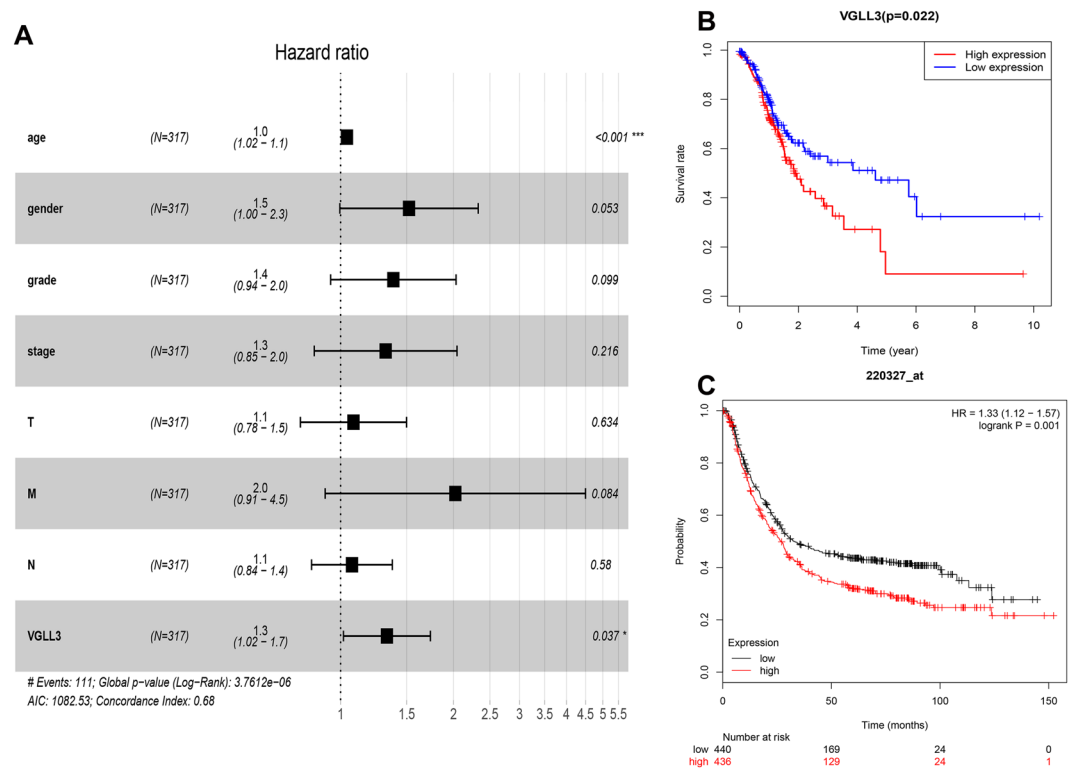 A
Hazard ratio
age (N=317) 1.0 (1.02 − 1.1) <0.001 ***
gender (N=317) 1.5 (1.00 − 2.3) 0.053
grade (N=317) 1.4 (0.94 − 2.0) 0.099
stage (N=317) 1.3 (0.85 − 2.0) 0.216
T (N=317) 1.1 (0.78 − 1.5) 0.634
M (N=317) 2.0 (0.91 − 4.5) 0.084
N (N=317) 1.1 (0.84 − 1.4) 0.58
VGLL3 (N=317) 1.3 (1.02 − 1.7) 0.037 *
# Events: 111; Global p−value (Log−Rank): 3.7612e−06
AIC: 1082.53; Concordance Index: 0.68
1 1.5 2 2.5 3 3.5 4 4.5 5 5.5
B
VGLL3(p=0.022)
High expression
Low expression
Survival rate
1.0
0.8
0.6
0.4
0.2
0.0
0 2 4 6 8 10
Time (year)
C
220327_at
HR = 1.33 (1.12 − 1.57)
logrank P = 0.001
Probability
1.0
0.8
0.6
0.4
0.2
0.0
Expression
low
high
0 50 100 150
Time (months)
Number at risk
low 440 169 24 0
high 436 129 24 1